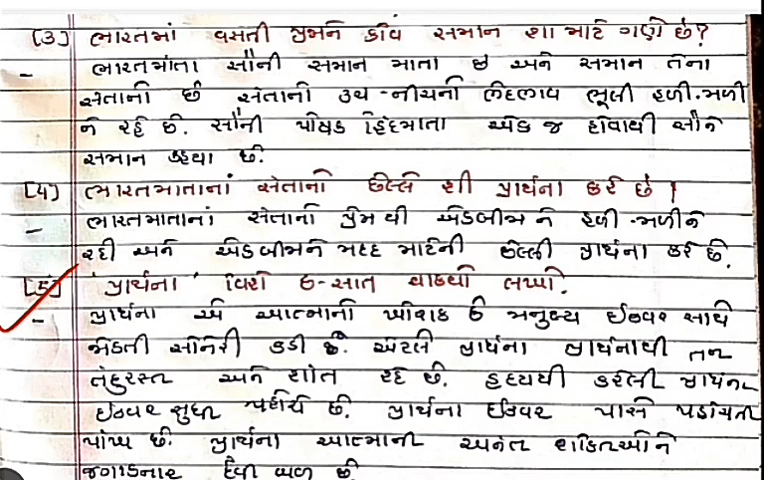 [3] ભારતમાં વસતી પ્રજાને કવિ સમાન શા માટે ગણે છે?
- ભારતમાતા સૌની સમાન માતા છે અને સમાન તેના
સંતાનો છે સંતાનો ઉચ-નીચનો ભેદભાવ ભૂલી હળી-મળી
ને રહે છે. સૌની પોષક હિંદમાતા એક જ હોવાથી સૌને
સમાન કહ્યા છે.
[4] ભારતમાતાનાં સંતાનો છેલ્લે શી પ્રાર્થના કરે છે?
- ભારતમાતાનાં સંતાનો પ્રેમ થી એકબીજા ને હળી-મળીને
રહી અને એકબીજાને મદદ માટેની છેલ્લી પ્રાર્થના કરે છે.
[5] 'પ્રાર્થના' વિશે છ-સાત વાક્યો લખો.
- પ્રાર્થના એ આત્માનો ખોરાક છે મનુષ્ય ઈશ્વર સાથે
જોડતી સોનેરી કડી છે. એટલે પ્રાર્થના પ્રાર્થનાથી તન
તંદુરસ્ત અને શાંત રહે છે. હૃદયથી કરેલી પ્રાર્થના
ઈશ્વર સુધી પહોંચે છે. પ્રાર્થના ઈશ્વર પાસે પહોંચતી
પાંખ છે. પ્રાર્થના આત્માની અનંત શક્તિઓને
જગાડનાર દૈવી બળ છે